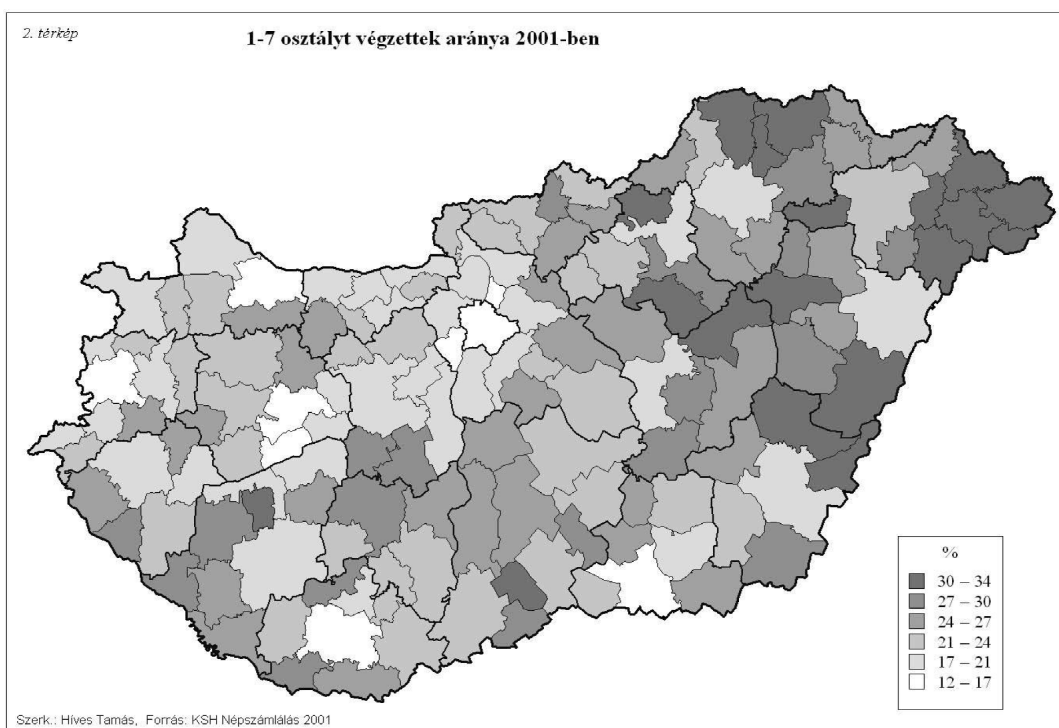 2. térkép
1-7 osztályt végzettek aránya 2001-ben
%
30 – 34
27 – 30
24 – 27
21 – 24
17 – 21
12 – 17
Szerk.: Híves Tamás, Forrás: KSH Népszámlálás 2001